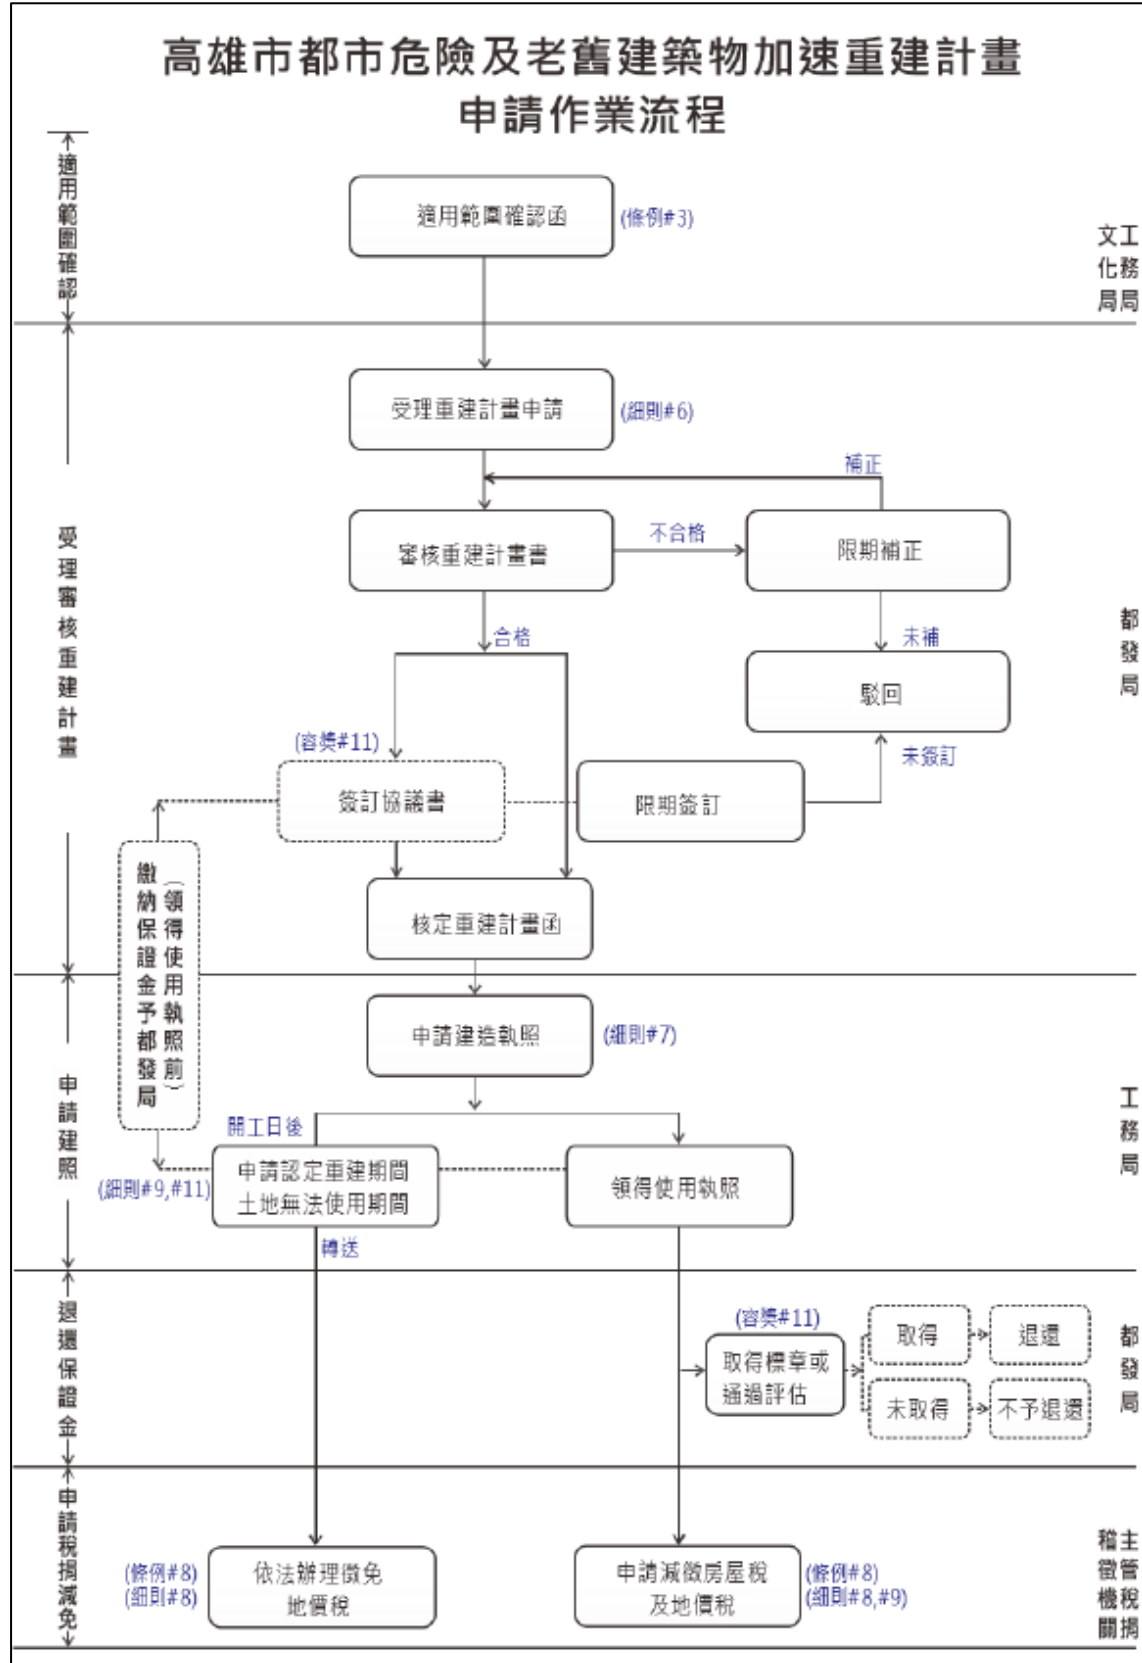 高雄市都市危險及老舊建築物加速重建計畫
申請作業流程
適用範圍確認
適用範圍確認函
(條例#3)
工務局
文化局
受理審核重建計畫
受理重建計畫申請
(細則#6)
補正
審核重建計畫書
不合格
限期補正
合格
未補
駁回
都發局
(容獎#11)
簽訂協議書
限期簽訂
未簽訂
(領得使用執照前)
繳納保證金予都發局
核定重建計畫函
申請建照
申請建造執照
(細則#7)
工務局
開工日後
申請認定重建期間
土地無法使用期間
(細則#9,#11)
領得使用執照
轉送
退還保證金
(容獎#11)
取得標章或
通過評估
取得
退還
未取得
不予退還
都發局
申請稅捐減免
(條例#8)
(細則#8)
依法辦理徵免
地價稅
申請減徵房屋稅
及地價稅
(條例#8)
(細則#8,#9)
主管稅捐
稽徵機關